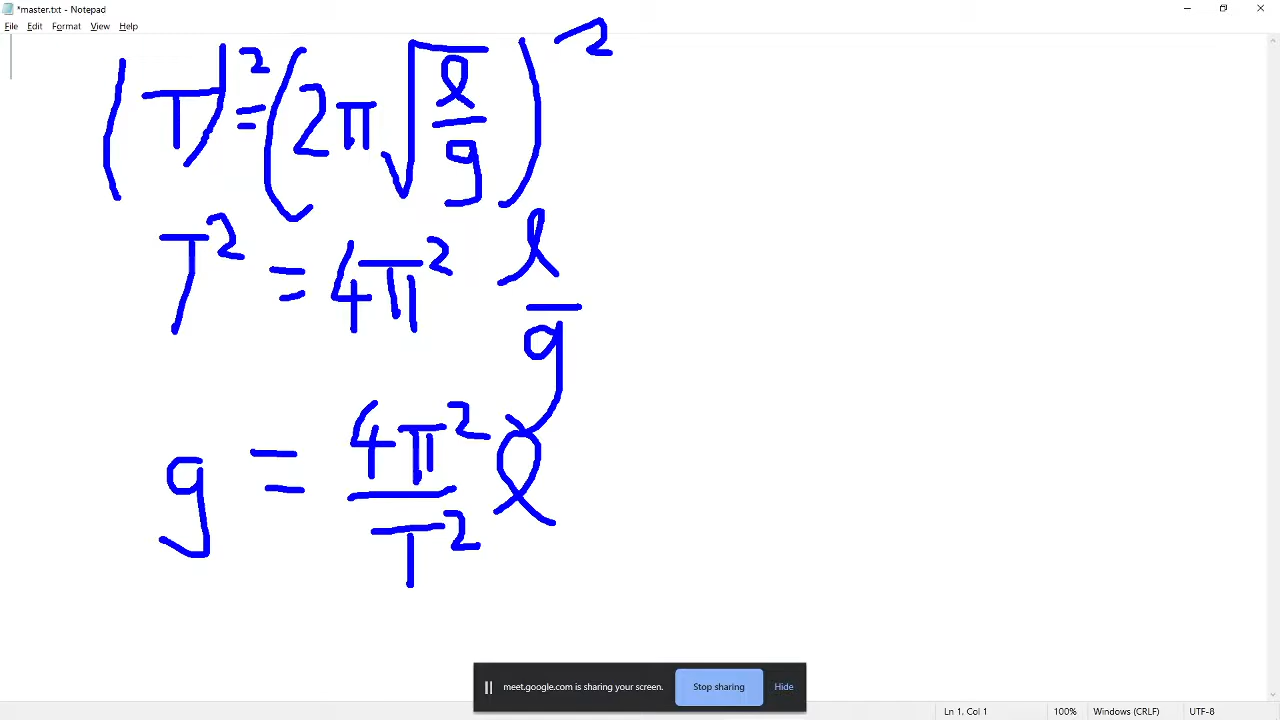 *master.txt - Notepad
File Edit Format View Help
(T)² = (2π√(l/g))²
T² = 4π² l/g
g = 4π²/T² l
meet.google.com is sharing your screen. Stop sharing Hide
Ln 1, Col 1 100% Windows (CRLF) UTF-8